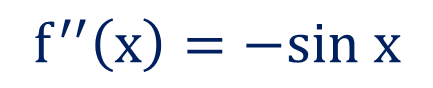 f″(x) = −sin x